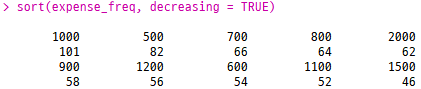 > sort(expense_freq, decreasing = TRUE)
1000 500 700 800 2000
101 82 66 64 62
900 1200 600 1100 1500
58 56 54 52 46